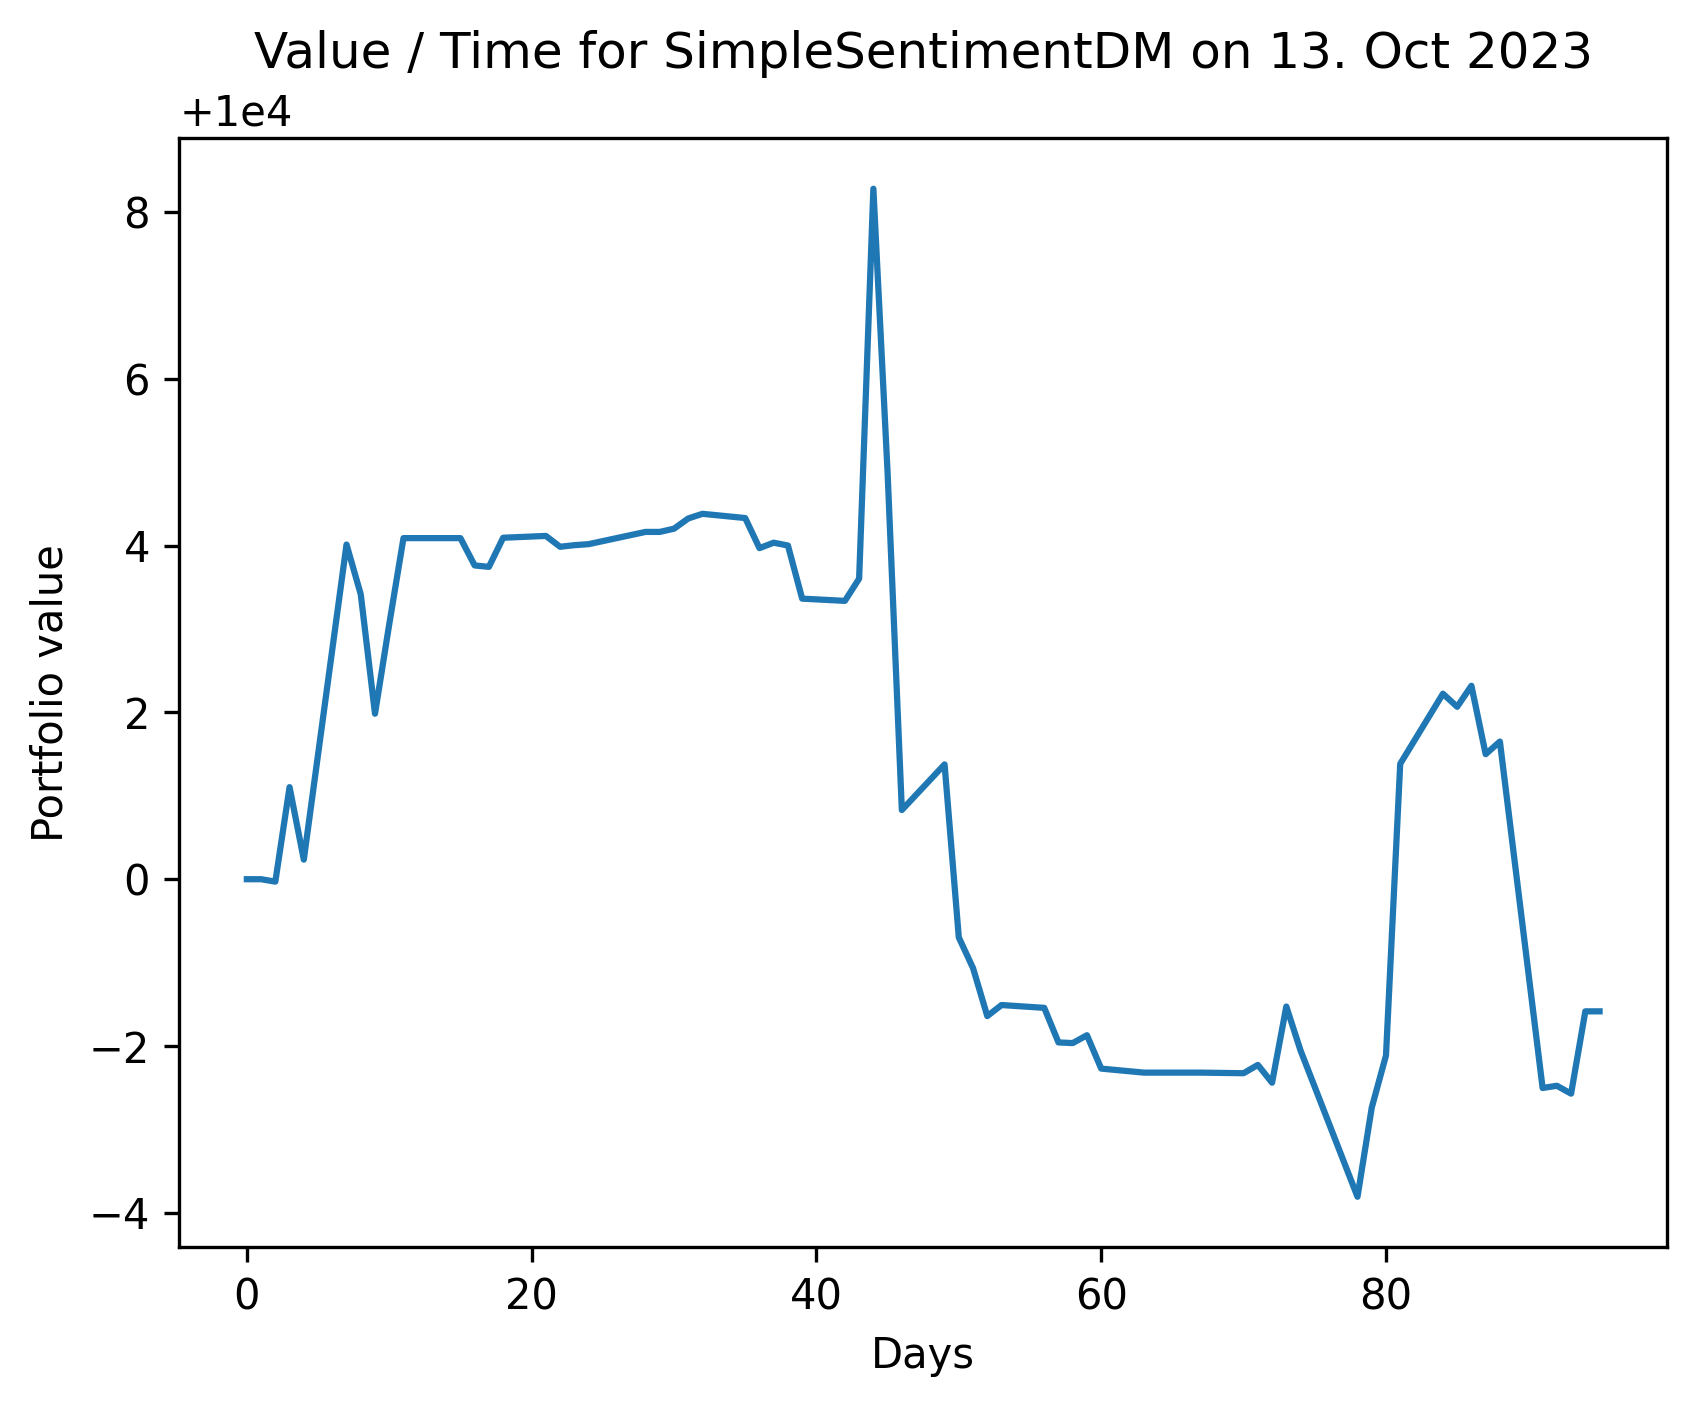 Value / Time for SimpleSentimentDM on 13. Oct 2023
+1e4
8
6
4
2
0
−2
−4
Portfolio value
0 20 40 60 80
Days